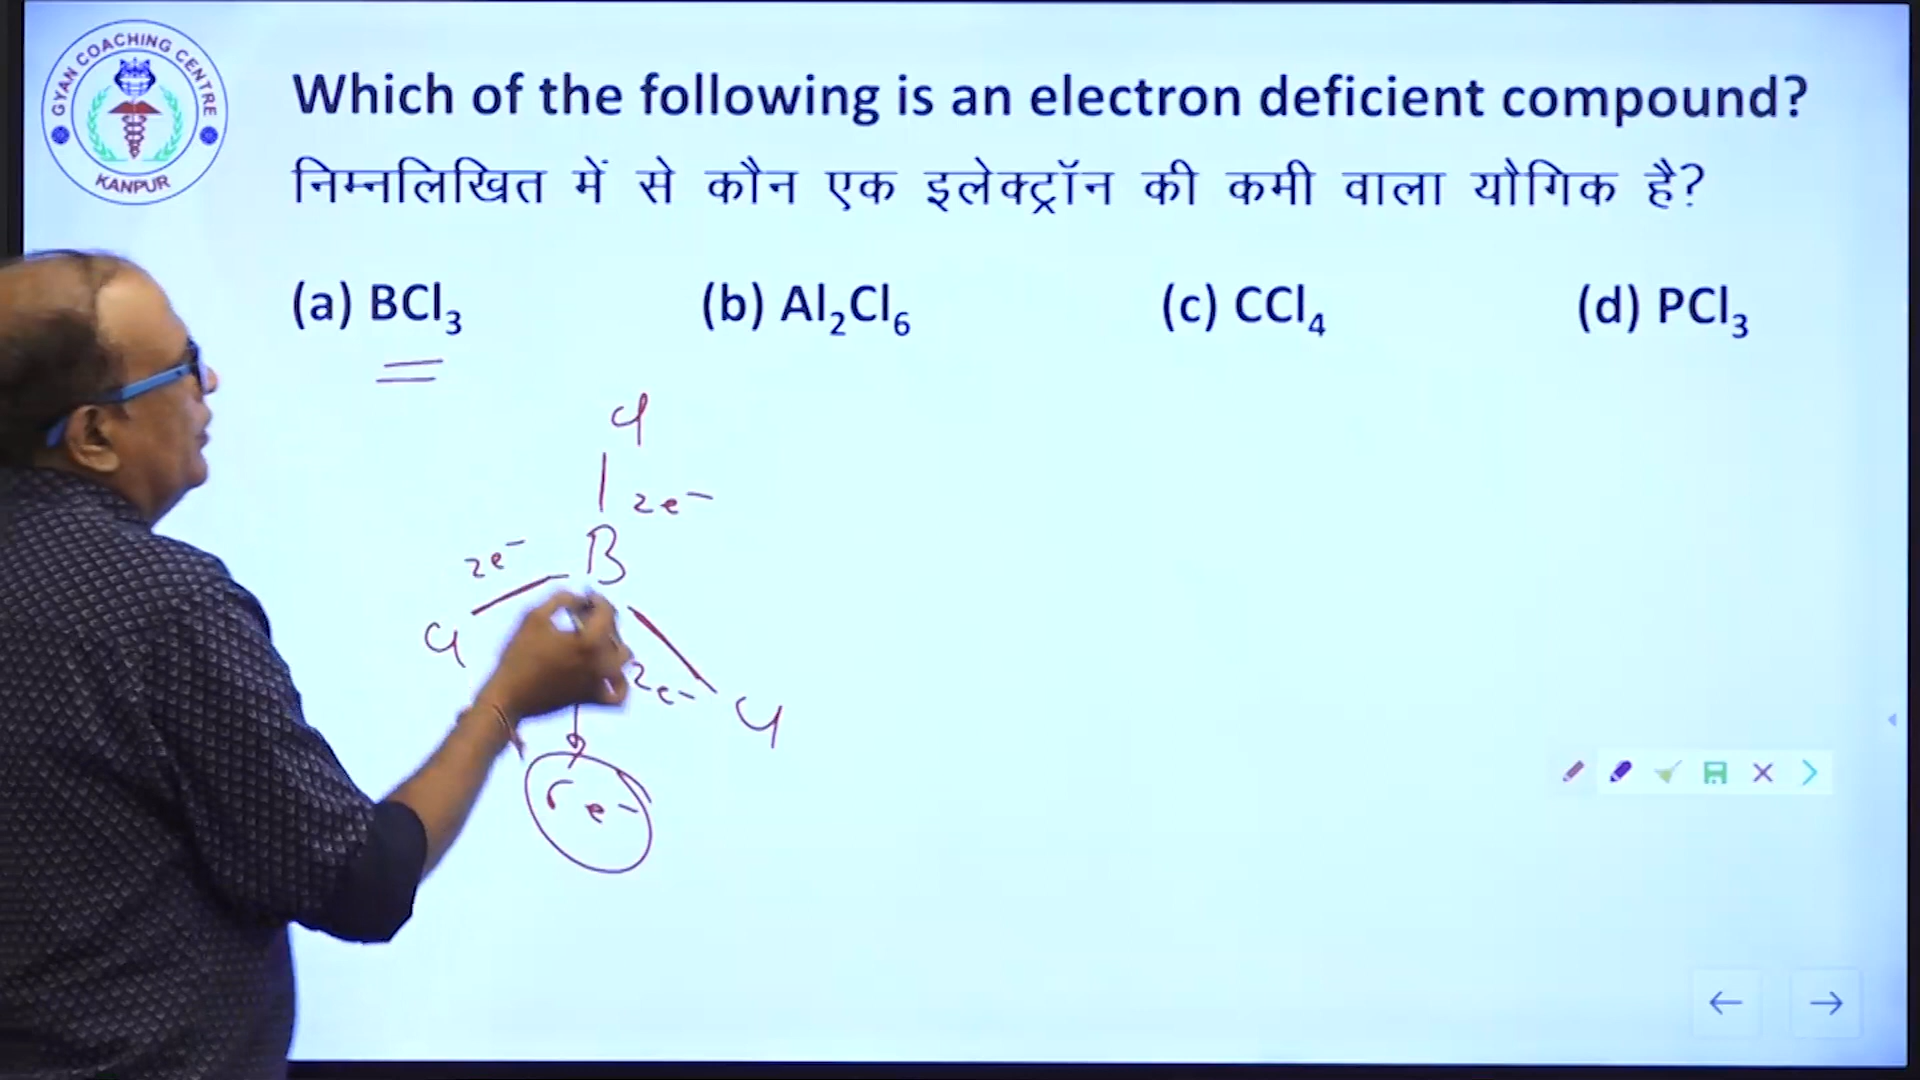 GYAN COACHING CENTRE
KANPUR
Which of the following is an electron deficient compound?
निम्नलिखित में से कौन एक इलेक्ट्रॉन की कमी वाला यौगिक है?
(a) BCl₃ (b) Al₂Cl₆ (c) CCl₄ (d) PCl₃
Cl
2e⁻
B
2e⁻
Cl
2e⁻
Cl
e⁻